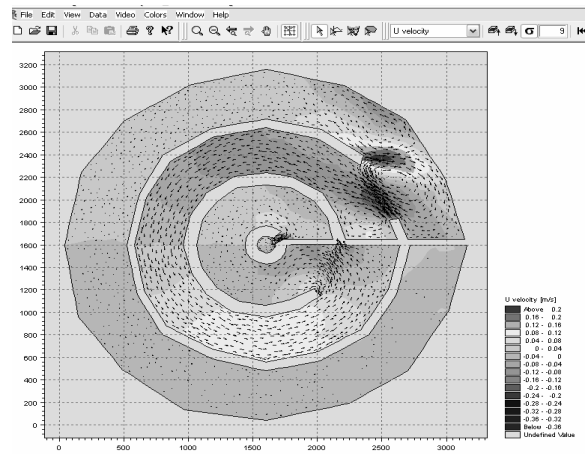 File Edit View Data Video Colors Window Help
U velocity 9
3200
3000
2800
2600
2400
2200
2000
1800
1600
1400
1200
1000
800
600
400
200
0
0 500 1000 1500 2000 2500 3000
U velocity [m/s]
Above 0.2
0.16 - 0.2
0.12 - 0.16
0.08 - 0.12
0.04 - 0.08
0 - 0.04
-0.04 - 0
-0.08 - -0.04
-0.12 - -0.08
-0.16 - -0.12
-0.2 - -0.16
-0.24 - -0.2
-0.28 - -0.24
-0.32 - -0.28
-0.36 - -0.32
Below -0.36
Undefined Value